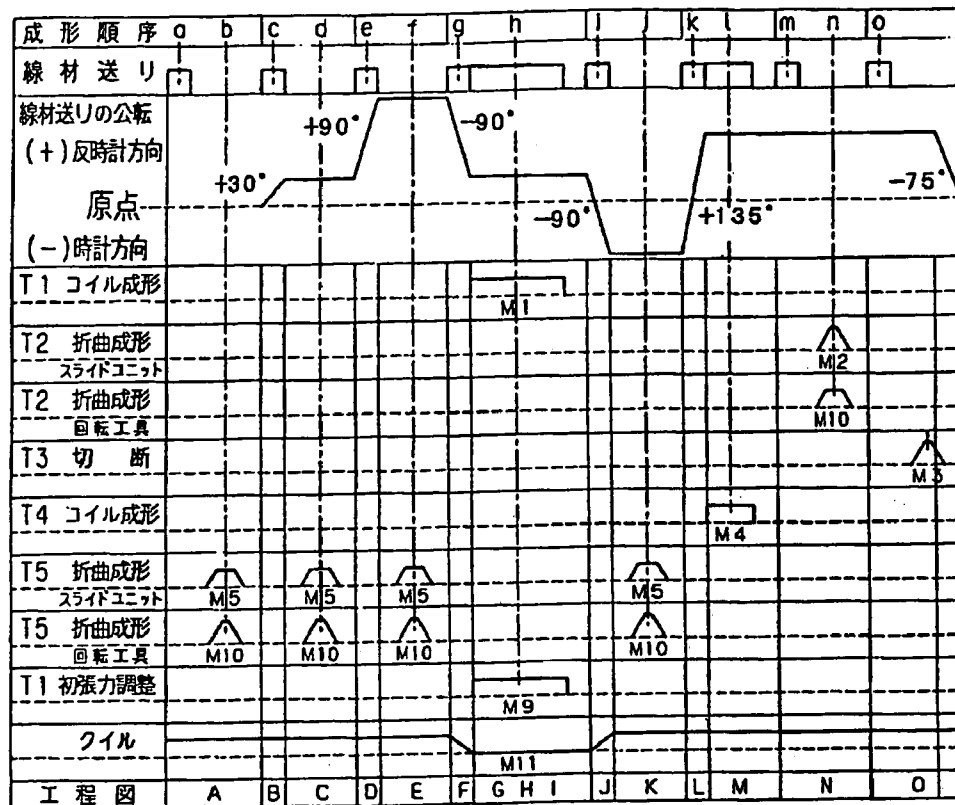 成形順序 a b c d e f g h i j k l m n o
線材送り
線材送りの公転
(+)反時計方向
原点
(-)時計方向
+30° +90° -90° -90° +135° -75°
T1 コイル成形
M1
T2 折曲成形
スライドユニット
M2
T2 折曲成形
回転工具
M10
T3 切断
M3
T4 コイル成形
M4
T5 折曲成形
スライドユニット
M5 M5 M5 M5
T5 折曲成形
回転工具
M10 M10 M10 M10
T1 初張力調整
M9
クイル
M11
工程図 A B C D E F G H I J K L M N O